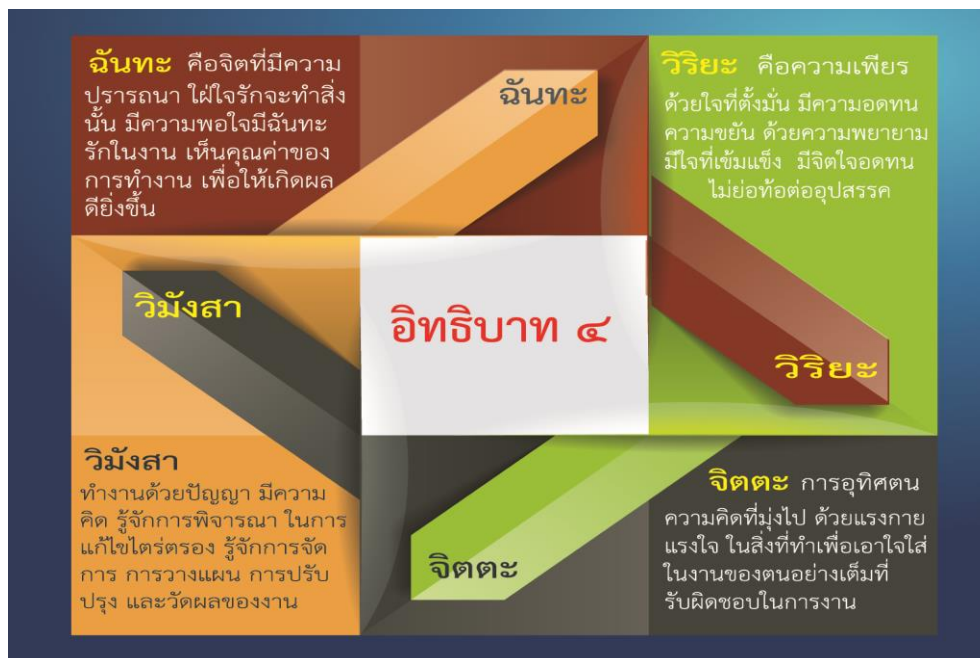 ฉันทะ คือจิตที่มีความ
ปรารถนา ใฝ่ใจรักจะทำสิ่ง
นั้น มีความพอใจมีฉันทะ
รักในงาน เห็นคุณค่าของ
การทำงาน เพื่อให้เกิดผล
ดียิ่งขึ้น
ฉันทะ
วิริยะ คือความเพียร
ด้วยใจที่ตั้งมั่น มีความอดทน
ความขยัน ด้วยความพยายาม
มีใจที่เข้มแข็ง มีจิตใจอดทน
ไม่ย่อท้อต่ออุปสรรค
วิมังสา
อิทธิบาท ๔
วิริยะ
วิมังสา
ทำงานด้วยปัญญา มีความ
คิด รู้จักการพิจารณา ในการ
แก้ไขไตร่ตรอง รู้จักการจัด
การ การวางแผน การปรับ
ปรุง และวัดผลของงาน
จิตตะ
จิตตะ การอุทิศตน
ความคิดที่มุ่งไป ด้วยแรงกาย
แรงใจ ในสิ่งที่ทำเพื่อเอาใจใส่
ในงานของตนอย่างเต็มที่
รับผิดชอบในการงาน